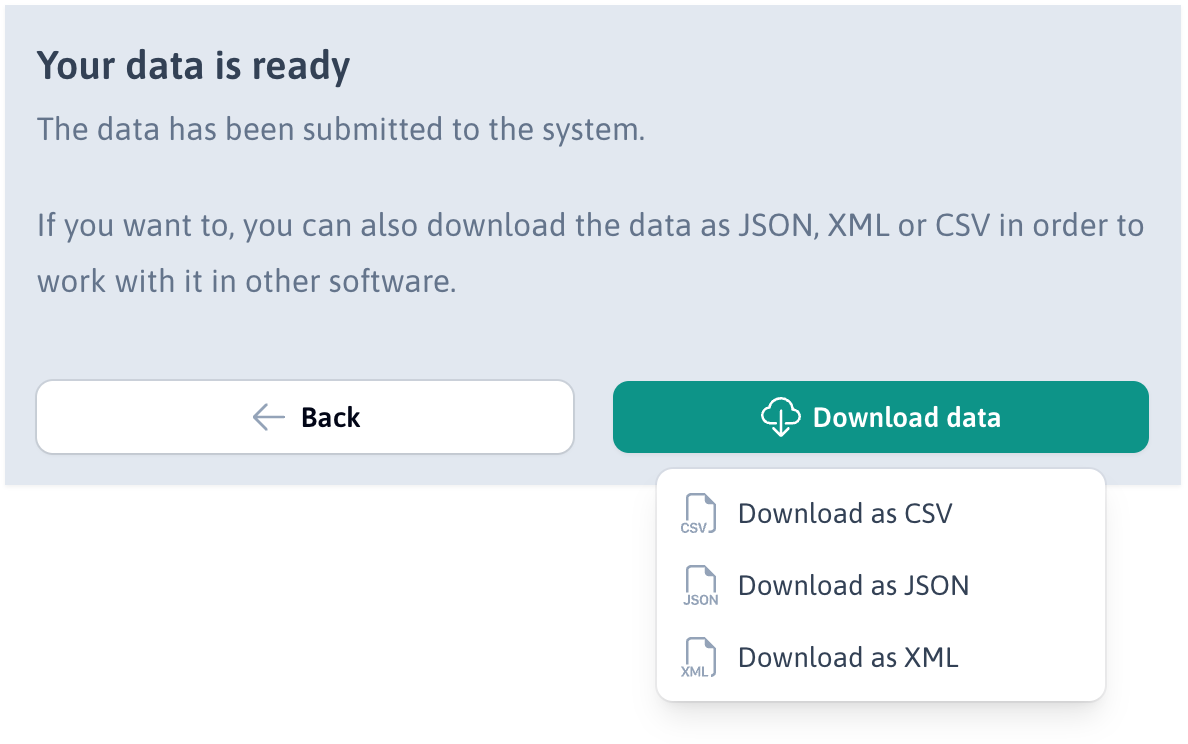 Your data is ready
The data has been submitted to the system.
If you want to, you can also download the data as JSON, XML or CSV in order to
work with it in other software.
Back
Download data
CSV Download as CSV
JSON Download as JSON
XML Download as XML